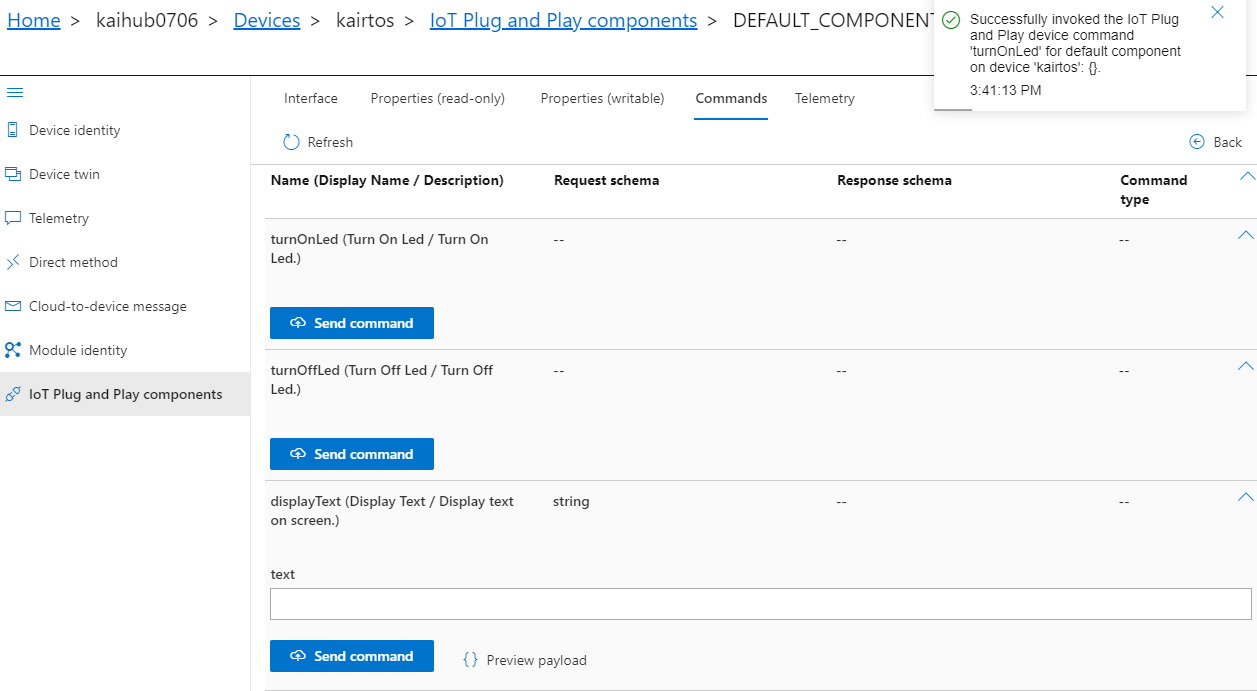 Home > kaihub0706 > Devices > kairtos > IoT Plug and Play components > DEFAULT_COMPONENT
Successfully invoked the IoT Plug
and Play device command
'turnOnLed' for default component
on device 'kairtos': {}.
3:41:13 PM
Device identity
Device twin
Telemetry
Direct method
Cloud-to-device message
Module identity
IoT Plug and Play components
Interface Properties (read-only) Properties (writable) Commands Telemetry
Refresh Back
Name (Display Name / Description) Request schema Response schema Command
type
turnOnLed (Turn On Led / Turn On -- -- --
Led.)
Send command
turnOffLed (Turn Off Led / Turn Off -- -- --
Led.)
Send command
displayText (Display Text / Display text string -- --
on screen.)
text
Send command {} Preview payload